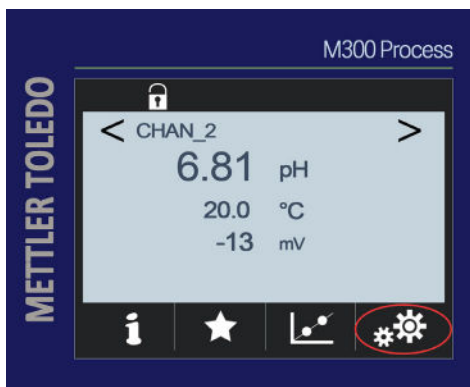 M300 Process
METTLER TOLEDO
< CHAN_2 >
6.81 pH
20.0 °C
-13 mV
i